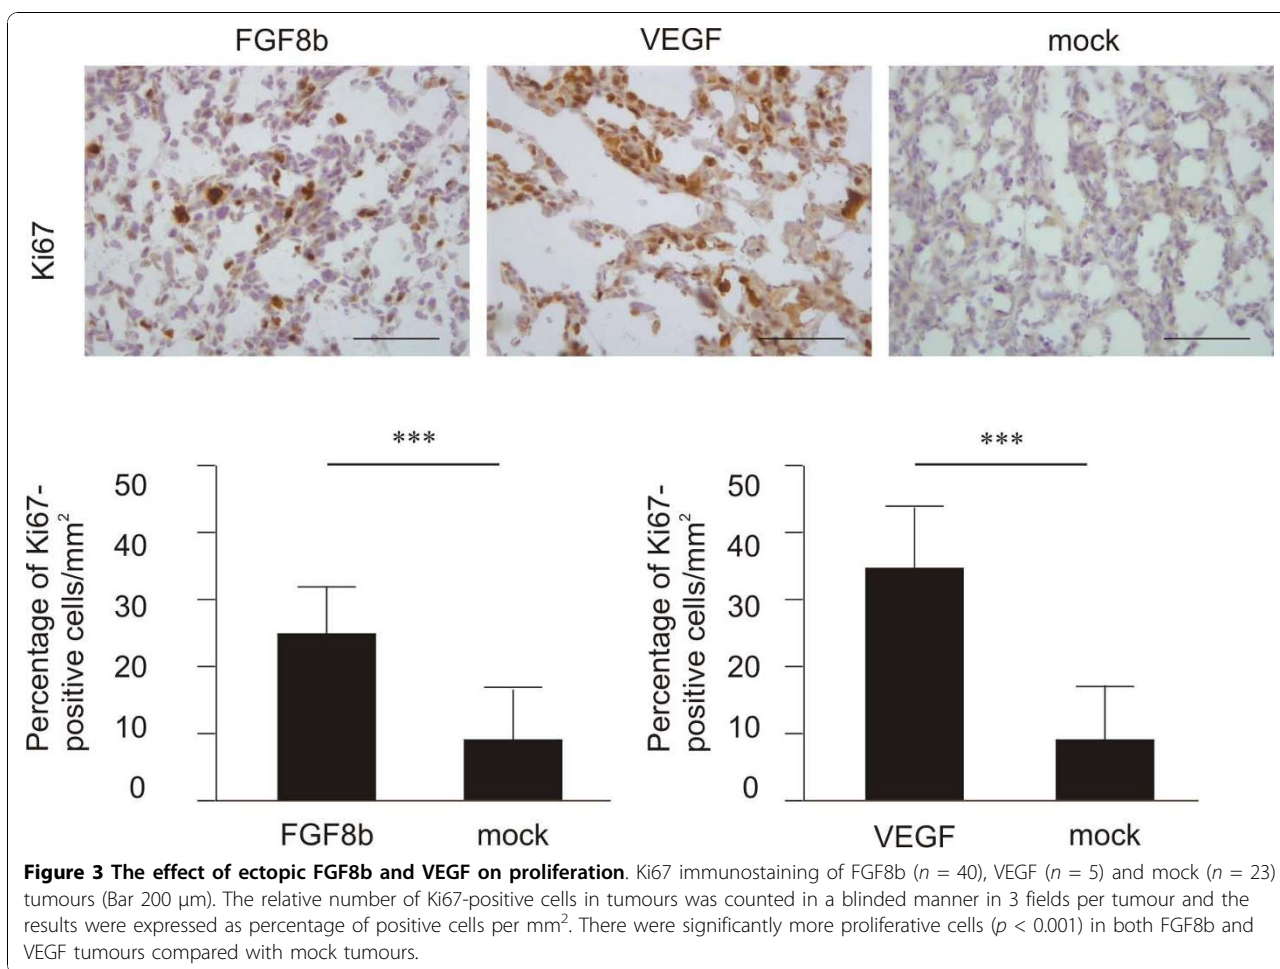 FGF8b VEGF mock
Ki67
***
***
Percentage of Ki67-
positive cells/mm²
50
40
30
20
10
0
FGF8b mock
Percentage of Ki67-
positive cells/mm²
50
40
30
20
10
0
VEGF mock
Figure 3 The effect of ectopic FGF8b and VEGF on proliferation. Ki67 immunostaining of FGF8b (n = 40), VEGF (n = 5) and mock (n = 23)
tumours (Bar 200 μm). The relative number of Ki67-positive cells in tumours was counted in a blinded manner in 3 fields per tumour and the
results were expressed as percentage of positive cells per mm². There were significantly more proliferative cells (p < 0.001) in both FGF8b and
VEGF tumours compared with mock tumours.